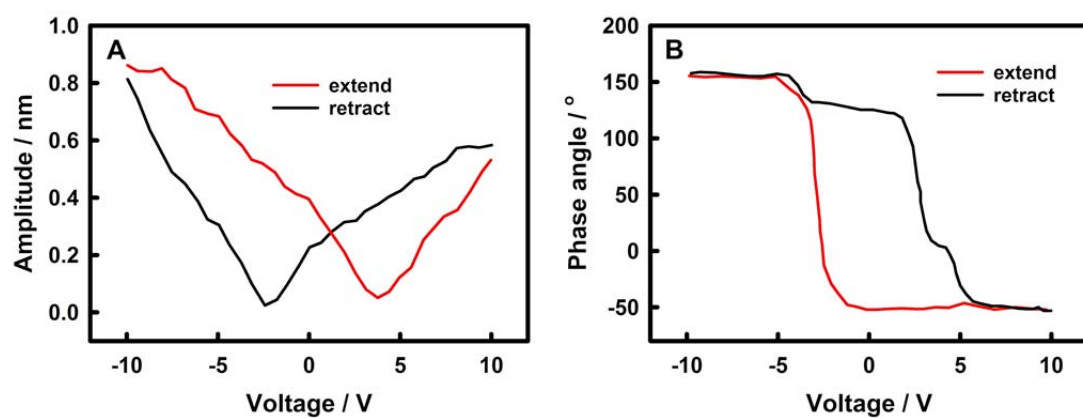 A
extend
retract
Amplitude / nm
1.0
0.8
0.6
0.4
0.2
0.0
-10
-5
0
5
10
Voltage / V
B
extend
retract
Phase angle / °
200
150
100
50
0
-50
-10
-5
0
5
10
Voltage / V